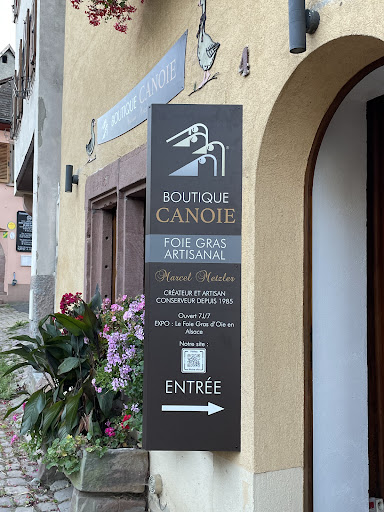 BOUTIQUE CANOIE
4
BOUTIQUE
CANOIE
FOIE GRAS
ARTISANAL
Marcel Metzler
CRÉATEUR ET ARTISAN
CONSERVEUR DEPUIS 1985
Ouvert 7J/7
EXPO : Le Foie Gras d'Oie en
Alsace
Notre site :
ENTRÉE